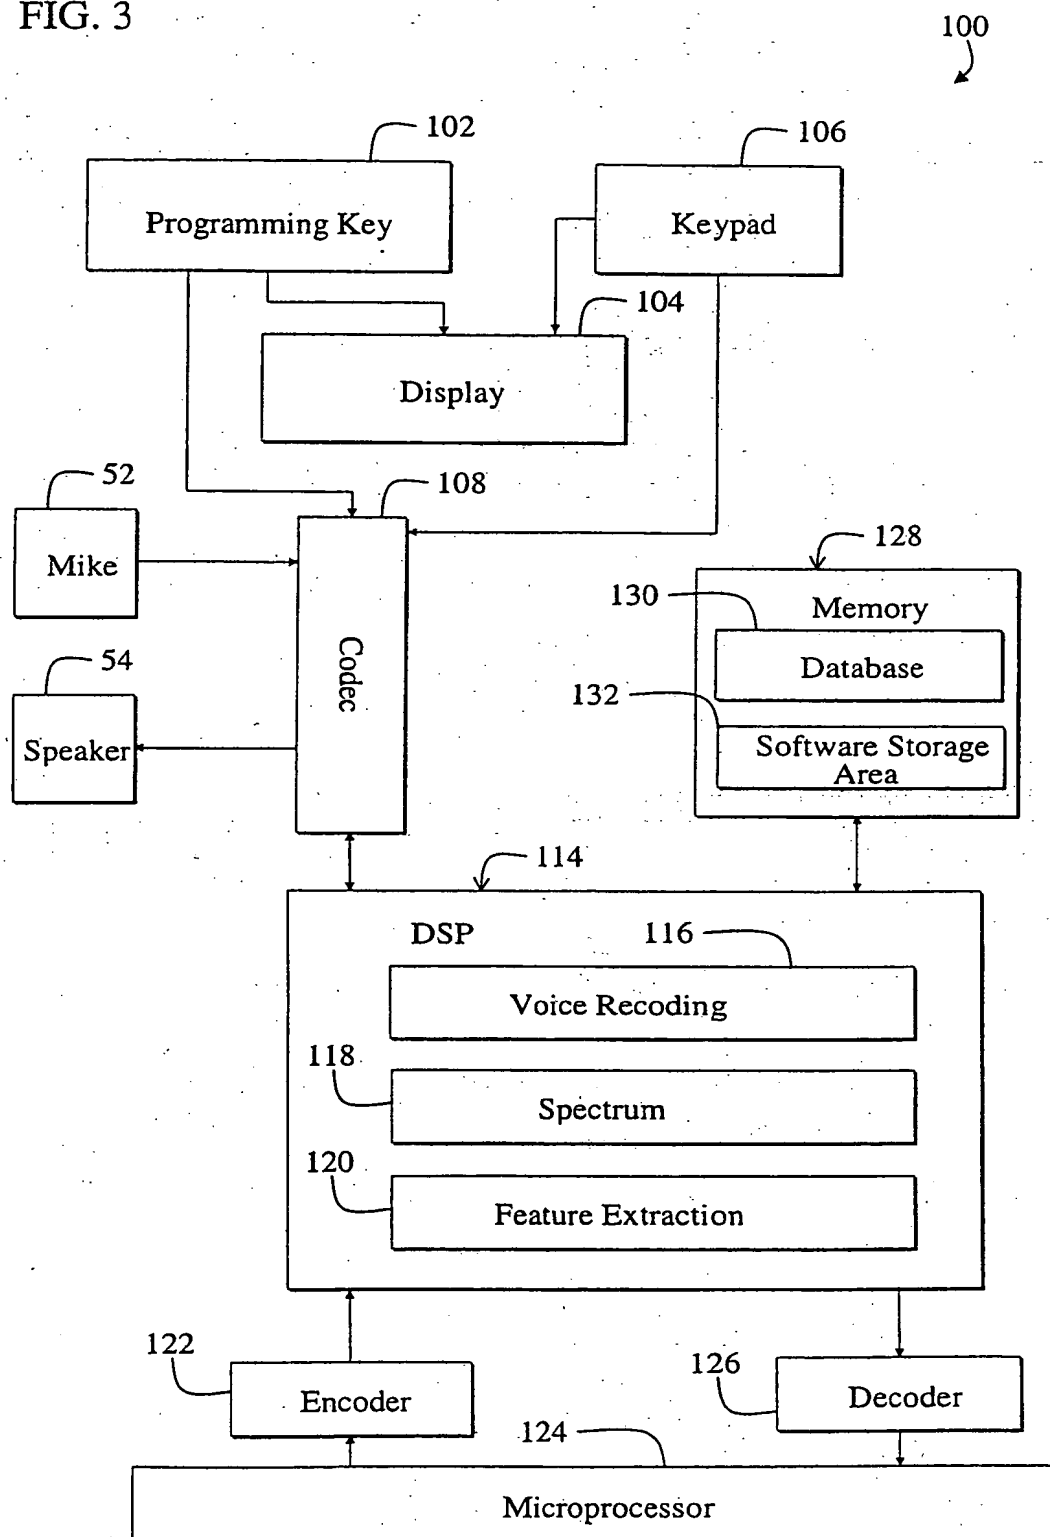 FIG. 3
100
102
106
Programming Key
Keypad
104
Display
52
108
Mike
128
130
Memory
Codec
54
Database
132
Speaker
Software Storage
Area
114
DSP
116
Voice Recoding
118
Spectrum
120
Feature Extraction
122
126
Encoder
Decoder
124
Microprocessor